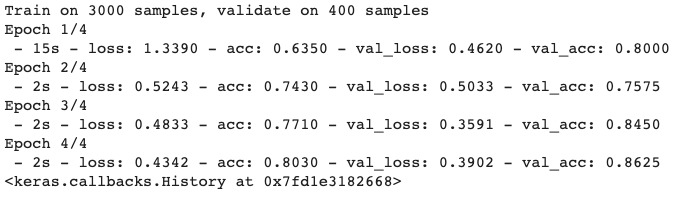 Train on 3000 samples, validate on 400 samples
Epoch 1/4
- 15s - loss: 1.3390 - acc: 0.6350 - val_loss: 0.4620 - val_acc: 0.8000
Epoch 2/4
- 2s - loss: 0.5243 - acc: 0.7430 - val_loss: 0.5033 - val_acc: 0.7575
Epoch 3/4
- 2s - loss: 0.4833 - acc: 0.7710 - val_loss: 0.3591 - val_acc: 0.8450
Epoch 4/4
- 2s - loss: 0.4342 - acc: 0.8030 - val_loss: 0.3902 - val_acc: 0.8625
<keras.callbacks.History at 0x7fd1e3182668>